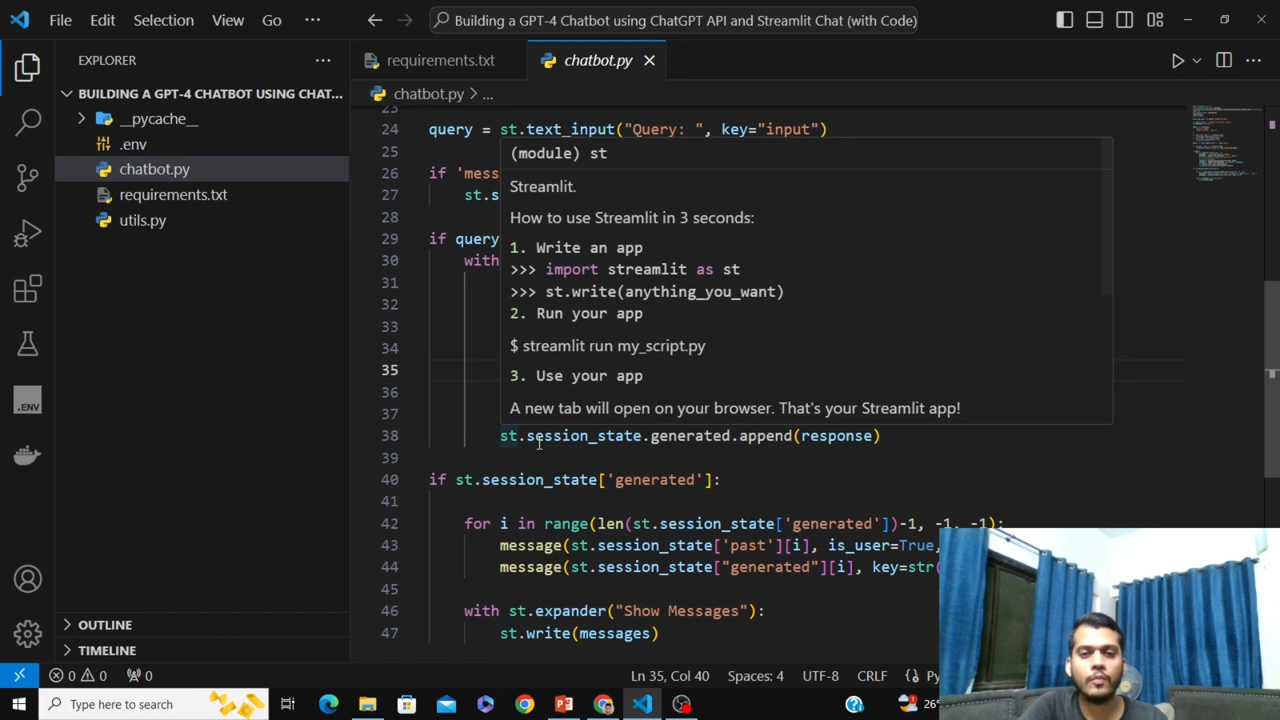 File Edit Selection View Go ···
Building a GPT-4 Chatbot using ChatGPT API and Streamlit Chat (with Code)
EXPLORER
requirements.txt
chatbot.py
BUILDING A GPT-4 CHATBOT USING CHAT...
chatbot.py > ...
__pycache__
.env
chatbot.py
requirements.txt
utils.py
23
24 query = st.text_input("Query: ", key="input")
25
(module) st
26 if 'mess
Streamlit.
27 st.s
How to use Streamlit in 3 seconds:
28
29 if query
1. Write an app
30 with
>>> import streamlit as st
31
>>> st.write(anything_you_want)
32
2. Run your app
33
$ streamlit run my_script.py
34
35
3. Use your app
36
A new tab will open on your browser. That's your Streamlit app!
37
38 st.session_state.generated.append(response)
39
40 if st.session_state['generated']:
41
42 for i in range(len(st.session_state['generated'])-1, -1, -1):
43 message(st.session_state['past'][i], is_user=True,
44 message(st.session_state["generated"][i], key=str(
45
46 with st.expander("Show Messages"):
47 st.write(messages)
.ENV
OUTLINE
TIMELINE
0 0 0
Ln 35, Col 40 Spaces: 4 UTF-8 CRLF {} Py
Type here to search
26°